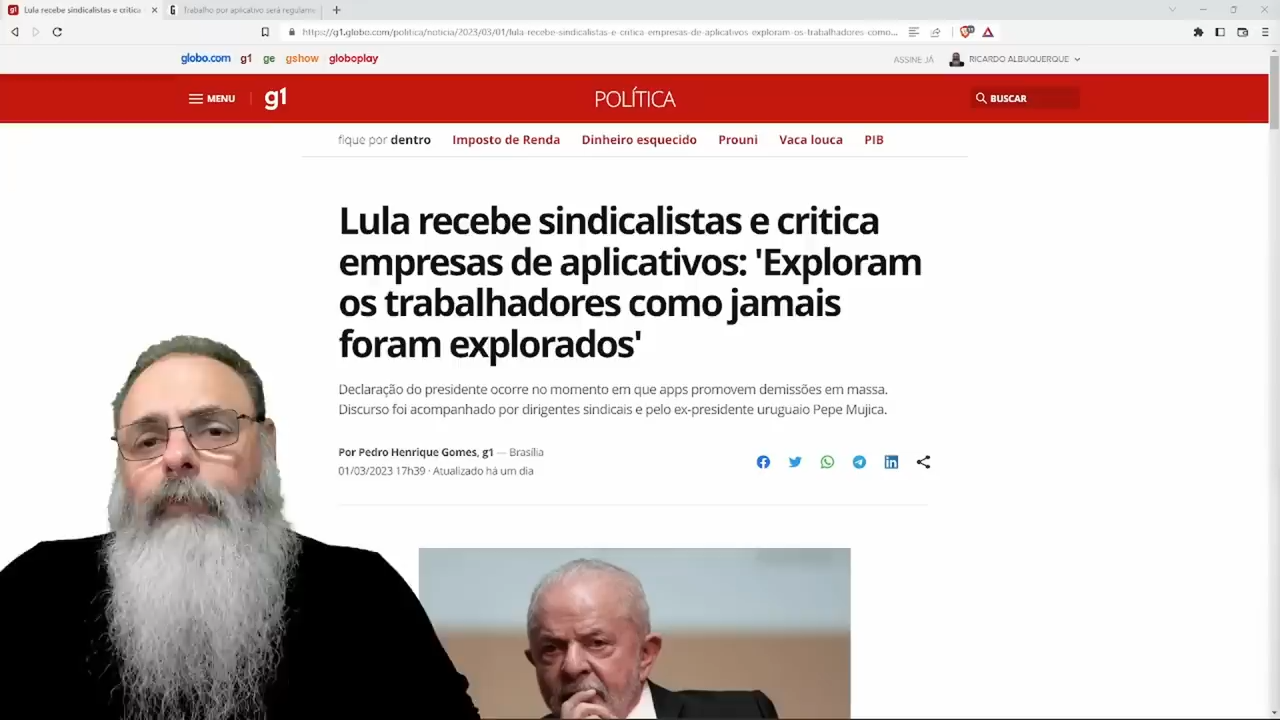 Lula recebe sindicalistas e critica
Trabalho por aplicativo será regulame
https://g1.globo.com/politica/noticia/2023/03/01/lula-recebe-sindicalistas-e-critica-empresas-de-aplicativos-exploram-os-trabalhadores-como...
globo.com g1 ge gshow globoplay
ASSINE JÁ RICARDO ALBUQUERQUE
MENU g1 POLÍTICA BUSCAR
fique por dentro Imposto de Renda Dinheiro esquecido Prouni Vaca louca PIB
Lula recebe sindicalistas e critica
empresas de aplicativos: 'Exploram
os trabalhadores como jamais
foram explorados'
Declaração do presidente ocorre no momento em que apps promovem demissões em massa.
Discurso foi acompanhado por dirigentes sindicais e pelo ex-presidente uruguaio Pepe Mujica.
Por Pedro Henrique Gomes, g1 — Brasília
01/03/2023 17h39 · Atualizado há um dia